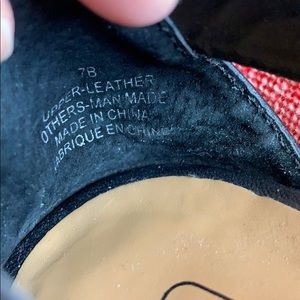 7B
UPPER-LEATHER
OTHERS-MAN MADE
MADE IN CHINA
FABRIQUE EN CHINE